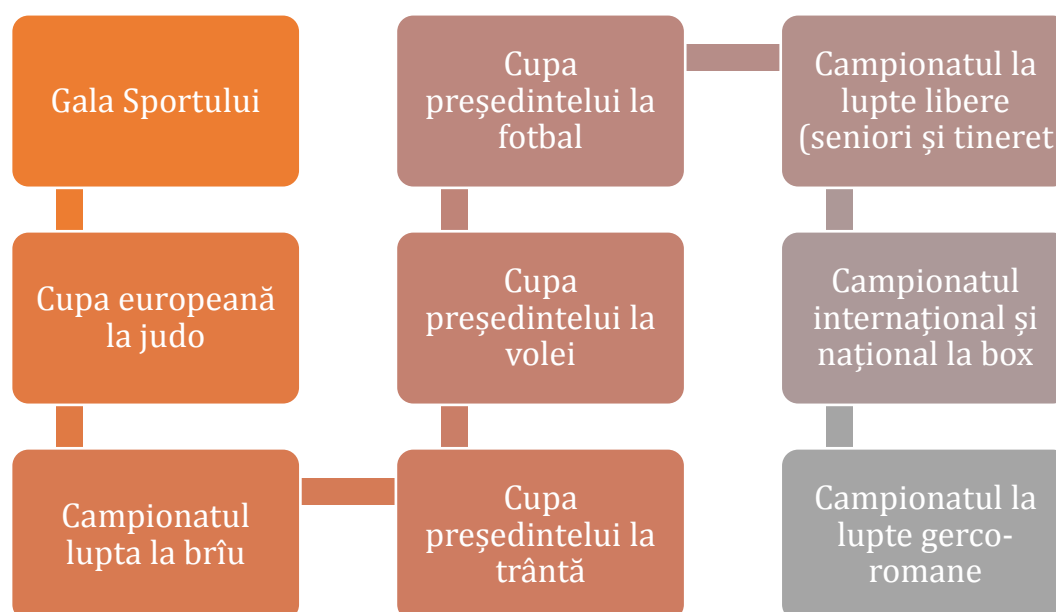 Gala Sportului
Cupa europeană
la judo
Campionatul
lupta la brîu
Cupa
președintelui la
trântă
Cupa
președintelui la
volei
Cupa
președintelui la
fotbal
Campionatul la
lupte libere
(seniori și tineret
Campionatul
internațional și
național la box
Campionatul la
lupte gerco-
romane